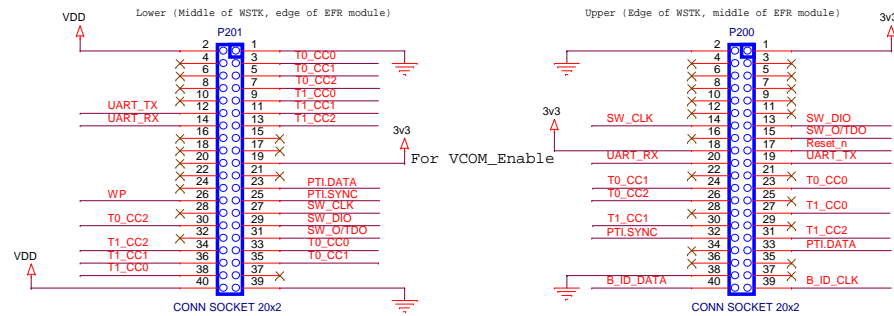 Lower (Middle of WSTK, edge of EFR module)
VDD
P201
2 1
4 3 T0_CC0
6 5 T0_CC1
8 7 T0_CC2
10 9 T1_CC0
UART_TX 12 11 T1_CC1
UART_RX 14 13 T1_CC2
16 15
18 17
20 19 3v3
For VCOM_Enable
22 21
24 23 PTI.DATA
WP 26 25 PTI.SYNC
28 27 SW_CLK
T0_CC2 30 29 SW_DIO
32 31 SW_O/TDO
T1_CC2 34 33 T0_CC0
T1_CC1 36 35 T0_CC1
T1_CC0 38 37
VDD
40 39
CONN SOCKET 20x2
Upper (Edge of WSTK, middle of EFR module)
3v3
P200
2 1
4 3
6 5
8 7
10 9
12 11
SW_CLK 14 13 SW_DIO
16 15 SW_O/TDO
3v3
18 17 Reset_n
UART_RX 20 19 UART_TX
22 21
T0_CC1 24 23 T0_CC0
T0_CC2 26 25
28 27 T1_CC0
T1_CC1 30 29
PTI.SYNC 32 31 T1_CC2
34 33 PTI.DATA
36 35
38 37
B_ID_DATA 40 39 B_ID_CLK
CONN SOCKET 20x2